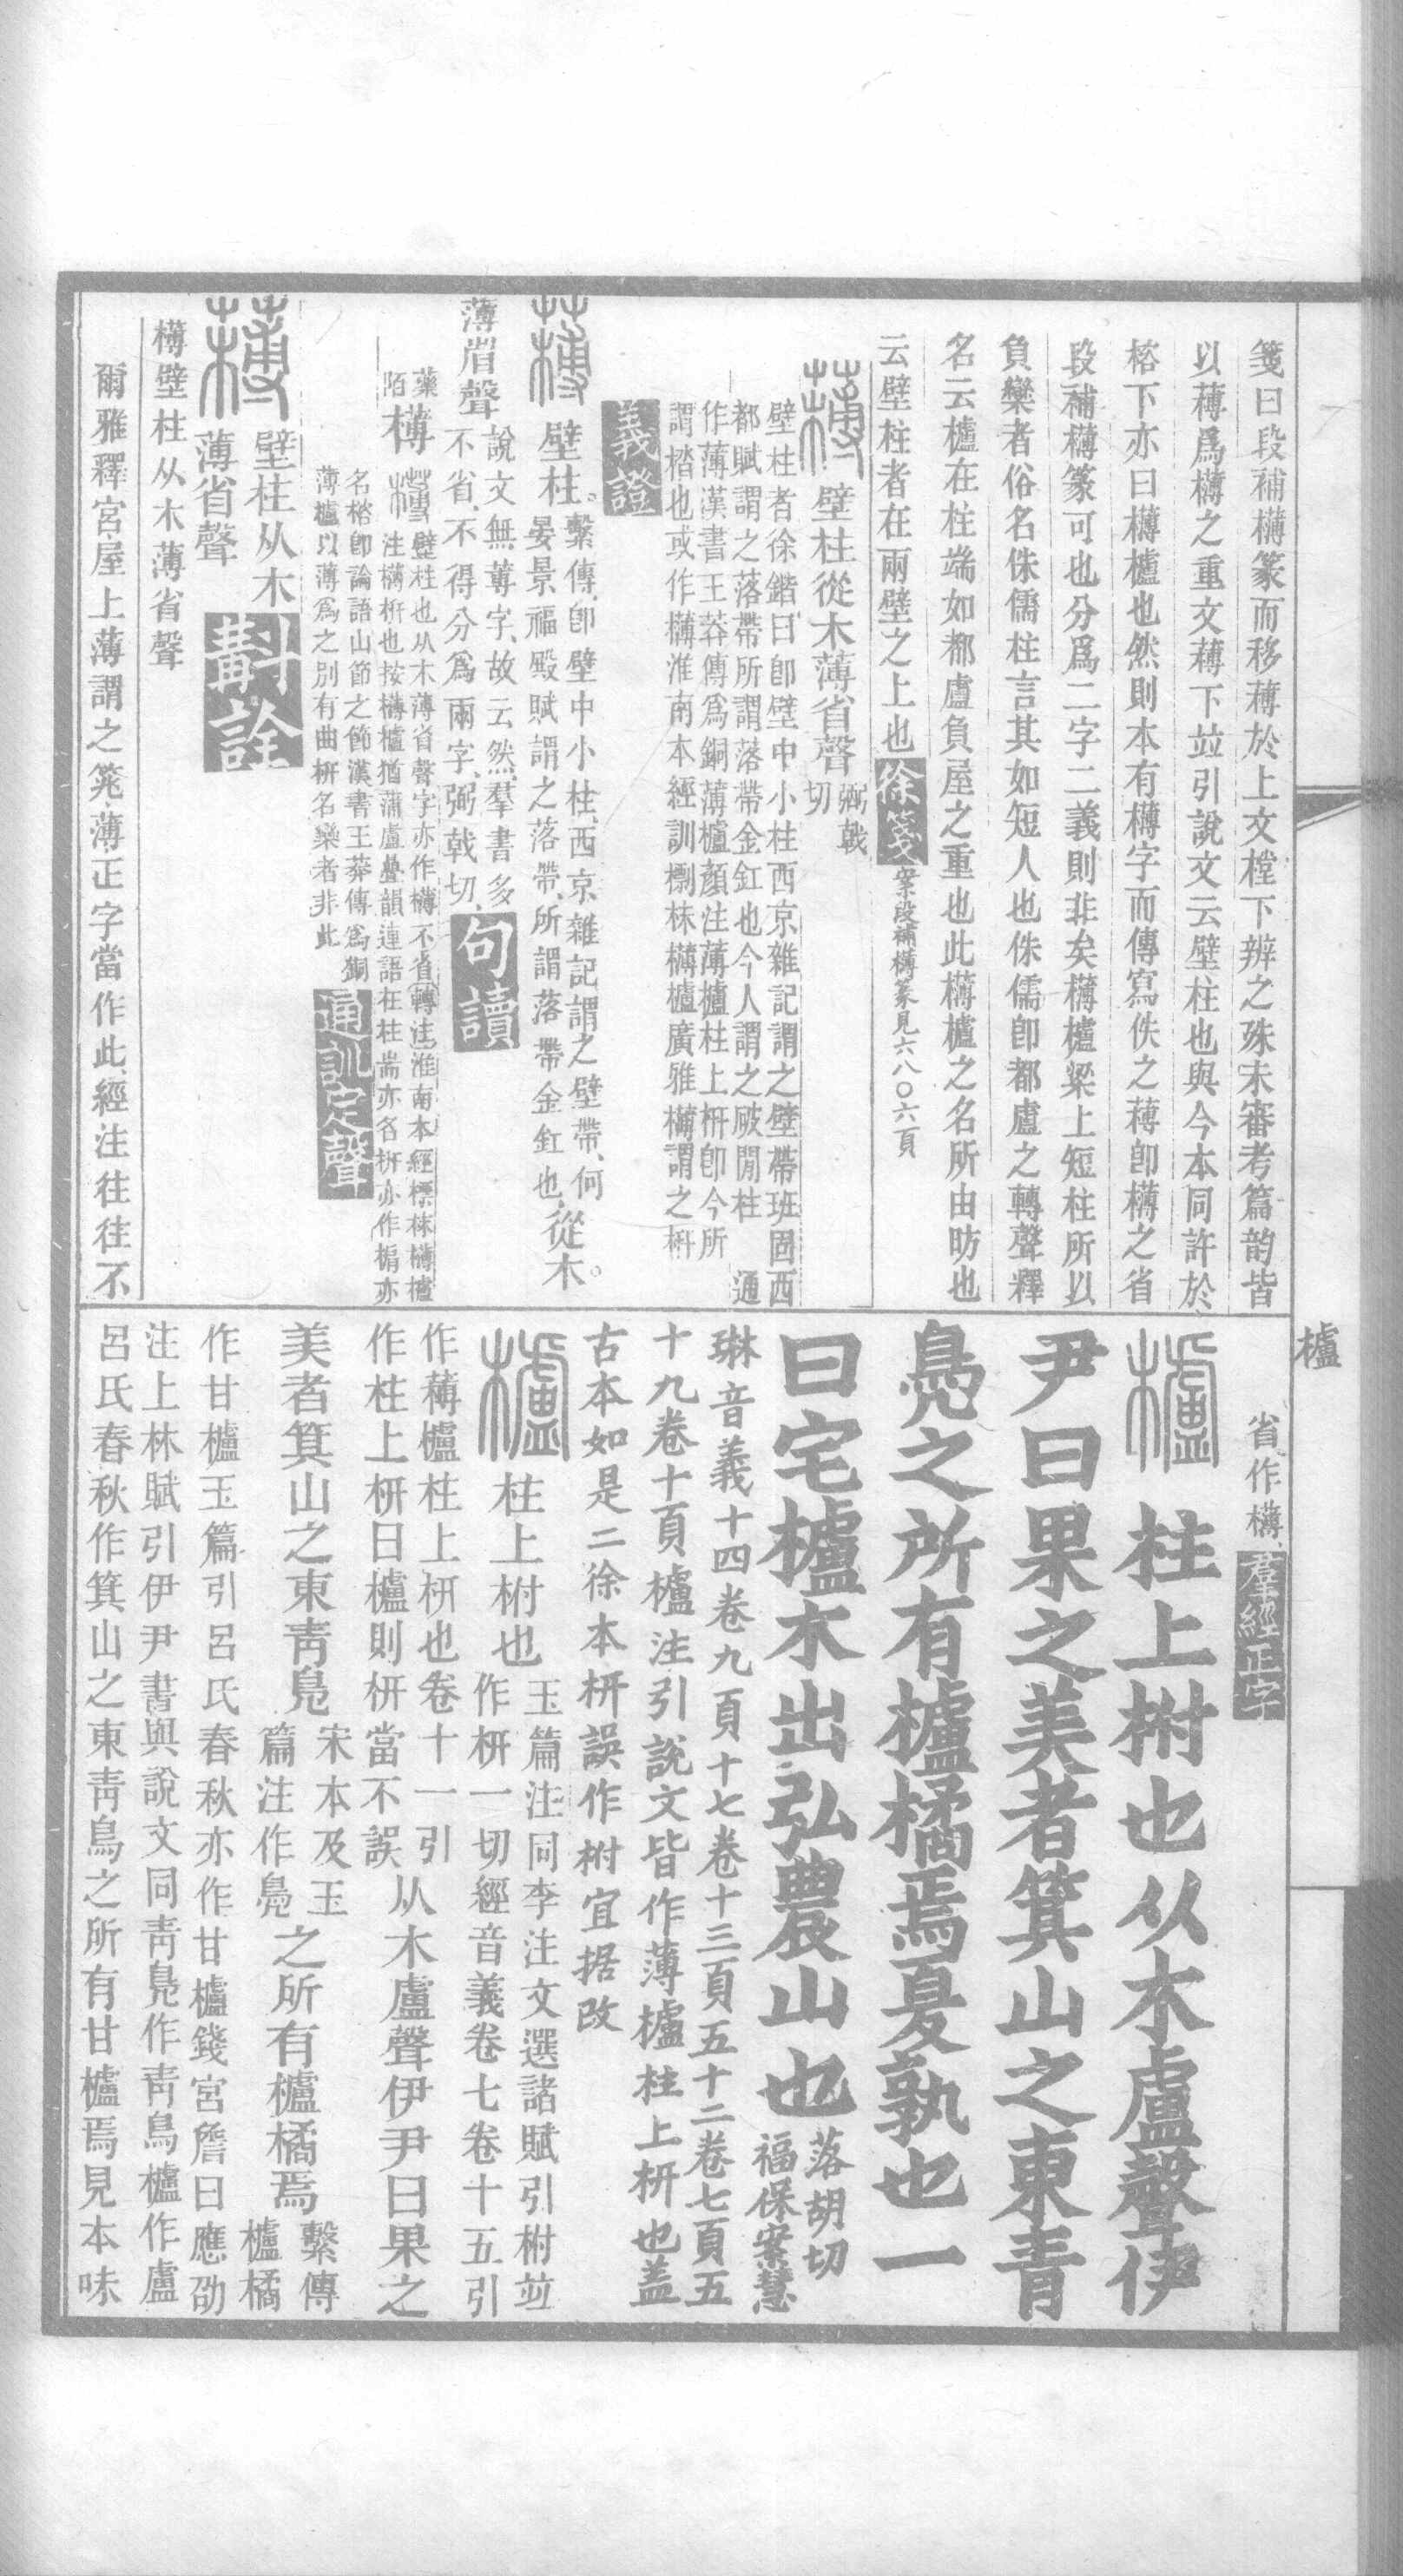 箋曰段補欂篆而移㭿於上文樘下辨之殊未審考篇韵皆
以㭿爲欂之重文㭿下竝引說文云壁柱也與今本同許於
榕下亦曰欂櫨也然則本有欂字而傳寫佚之㭿卽欂之省
段補欂篆可也分爲二字二義則非矣欂櫨梁上短柱所以
負欒者俗名侏儒柱言其如短人也侏儒卽都盧之轉聲釋
名云櫨在柱端如都盧負屋之重也此欂櫨之名所由昉也
云壁柱者在兩壁之上也徐箋案段補欂篆見六八〇六頁
壁柱從木薄省聲弼戟切
壁柱者徐鍇曰卽壁中小柱西京雜記謂之壁帶班固西
都賦謂之落帶所謂落帶金釭也今人謂之𢨋閒柱 通
作薄漢書王莽傳爲銅薄櫨顏注薄櫨柱上枅卽今所
謂㭼也或作欂淮南本經訓㯹枺欂櫨廣雅欂謂之枅
義證
壁柱。繫傳、卽壁中小柱、西京雜記謂之壁帶、何
晏景福殿賦謂之落帶、所謂落帶金釭也、從木。
薄省聲說文無𦵮字、故云然、羣書多
不省、不得分爲兩字、弼戟切、句讀
欂 壁柱也从木薄省聲字亦作欂不省轉注淮南本經標枺欂櫨
注欂枅也按欂櫨猶蒲盧疊韻連語在柱耑亦名枅亦作楄亦
名楶卽論語山節之節漢書王莽傳爲銅
薄櫨以薄爲之別有曲枅名欒者非此通訓定聲
壁柱从木
薄省聲 斠詮
欂壁柱从木薄省聲
爾雅釋宮屋上薄謂之筄、薄正字當作此、經注往往不
櫨
省作欂、羣經正字
柱上柎也从木盧聲伊
尹曰果之美者箕山之東青
鳧之所有櫨橘焉夏孰也一
曰宅櫨木出弘農山也落胡切 福保案慧
琳音義十四卷九頁十七卷十三頁五十二卷七頁五
十九卷十頁櫨注引說文皆作薄櫨柱上枅也蓋
古本如是二徐本枅誤作柎宜据改
柱上柎也玉篇注同李注文選諸賦引柎竝
作枅一切經音義卷七卷十五引
作欂櫨柱上枅也卷十一引
作柱上枅曰櫨則枅當不誤从木盧聲伊尹曰果之
美者箕山之東靑鳧宋本及玉篇注作鳧之所有櫨橘焉繫傳櫨橘
作甘櫨玉篇引呂氏春秋亦作甘櫨錢宮詹曰應劭
注上林賦引伊尹書與說文同靑鳧作靑鳥櫨作盧
呂氏春秋作箕山之東靑鳥之所有甘櫨焉見本味